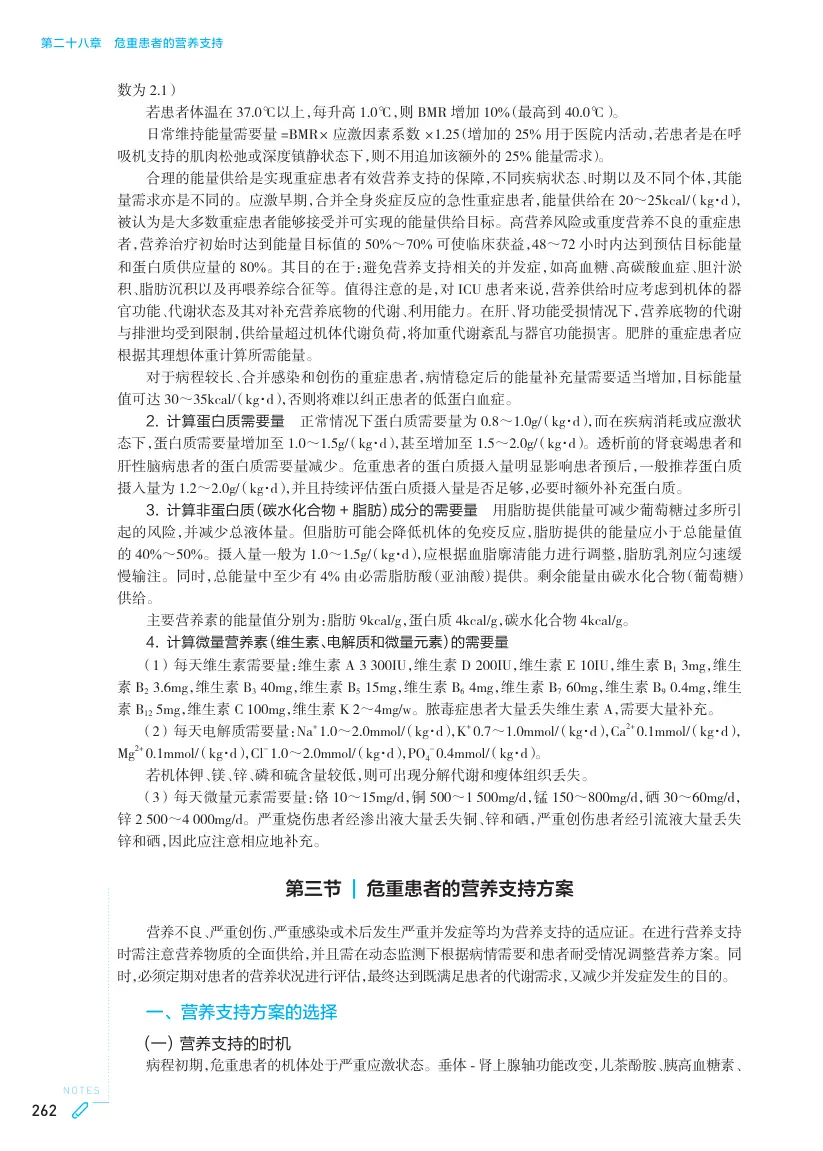 第二十八章 危重患者的营养支持
数为 2.1）
若患者体温在 37.0℃以上，每升高 1.0℃，则 BMR 增加 10%（最高到 40.0℃）。
日常维持能量需要量 =BMR× 应激因素系数 ×1.25（增加的 25% 用于医院内活动，若患者是在呼
吸机支持的肌肉松弛或深度镇静状态下，则不用追加该额外的 25% 能量需求）。
合理的能量供给是实现重症患者有效营养支持的保障，不同疾病状态、时期以及不同个体，其能
量需求亦是不同的。应激早期，合并全身炎症反应的急性重症患者，能量供给在 20～25kcal/（kg·d），
被认为是大多数重症患者能够接受并可实现的能量供给目标。高营养风险或重度营养不良的重症患
者，营养治疗初始时达到能量目标值的 50%～70% 可使临床获益，48～72 小时内达到预估目标能量
和蛋白质供应量的 80%。其目的在于：避免营养支持相关的并发症，如高血糖、高碳酸血症、胆汁淤
积、脂肪沉积以及再喂养综合征等。值得注意的是，对 ICU 患者来说，营养供给时应考虑到机体的器
官功能、代谢状态及其对补充营养底物的代谢、利用能力。在肝、肾功能受损情况下，营养底物的代谢
与排泄均受到限制，供给量超过机体代谢负荷，将加重代谢紊乱与器官功能损害。肥胖的重症患者应
根据其理想体重计算所需能量。
对于病程较长、合并感染和创伤的重症患者，病情稳定后的能量补充量需要适当增加，目标能量
值可达 30～35kcal/（kg·d），否则将难以纠正患者的低蛋白血症。
2. 计算蛋白质需要量 正常情况下蛋白质需要量为 0.8～1.0g/（kg·d），而在疾病消耗或应激状
态下，蛋白质需要量增加至 1.0～1.5g/（kg·d），甚至增加至 1.5～2.0g/（kg·d）。透析前的肾衰竭患者和
肝性脑病患者的蛋白质需要量减少。危重患者的蛋白质摄入量明显影响患者预后，一般推荐蛋白质
摄入量为 1.2～2.0g/（kg·d），并且持续评估蛋白质摄入量是否足够，必要时额外补充蛋白质。
3. 计算非蛋白质（碳水化合物 + 脂肪）成分的需要量 用脂肪提供能量可减少葡萄糖过多所引
起的风险，并减少总液体量。但脂肪可能会降低机体的免疫反应，脂肪提供的能量应小于总能量值
的 40%～50%。摄入量一般为 1.0～1.5g/（kg·d），应根据血脂廓清能力进行调整，脂肪乳剂应匀速缓
慢输注。同时，总能量中至少有 4% 由必需脂肪酸（亚油酸）提供。剩余能量由碳水化合物（葡萄糖）
供给。
主要营养素的能量值分别为：脂肪 9kcal/g，蛋白质 4kcal/g，碳水化合物 4kcal/g。
4. 计算微量营养素（维生素、电解质和微量元素）的需要量
（1）每天维生素需要量：维生素 A 3 300IU，维生素 D 200IU，维生素 E 10IU，维生素 B₁ 3mg，维生
素 B₂ 3.6mg，维生素 B₃ 40mg，维生素 B₅ 15mg，维生素 B₆ 4mg，维生素 B₇ 60mg，维生素 B₉ 0.4mg，维生
素 B₁₂ 5mg，维生素 C 100mg，维生素 K 2～4mg/w。脓毒症患者大量丢失维生素 A，需要大量补充。
（2）每天电解质需要量：Na⁺ 1.0～2.0mmol/（kg·d），K⁺ 0.7～1.0mmol/（kg·d），Ca²⁺ 0.1mmol/（kg·d），
Mg²⁺ 0.1mmol/（kg·d），Cl⁻ 1.0～2.0mmol/（kg·d），PO₄⁻ 0.4mmol/（kg·d）。
若机体钾、镁、锌、磷和硫含量较低，则可出现分解代谢和瘦体组织丢失。
（3）每天微量元素需要量：铬 10～15mg/d，铜 500～1 500mg/d，锰 150～800mg/d，硒 30～60mg/d，
锌 2 500～4 000mg/d。严重烧伤患者经渗出液大量丢失铜、锌和硒，严重创伤患者经引流液大量丢失
锌和硒，因此应注意相应地补充。
第三节 | 危重患者的营养支持方案
营养不良、严重创伤、严重感染或术后发生严重并发症等均为营养支持的适应证。在进行营养支持
时需注意营养物质的全面供给，并且需在动态监测下根据病情需要和患者耐受情况调整营养方案。同
时，必须定期对患者的营养状况进行评估，最终达到既满足患者的代谢需求，又减少并发症发生的目的。
一、营养支持方案的选择
（一）营养支持的时机
病程初期，危重患者的机体处于严重应激状态。垂体 - 肾上腺轴功能改变，儿茶酚胺、胰高血糖素、
NOTES
262